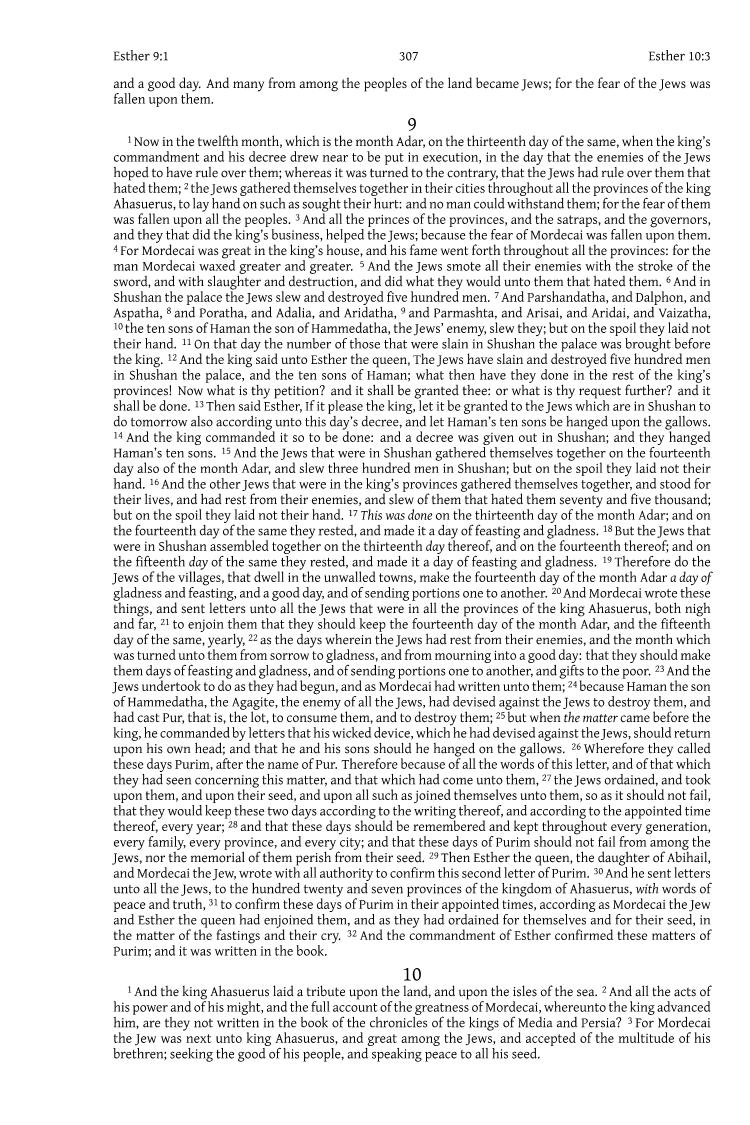 Esther 9:1 307 Esther 10:3
and a good day. And many from among the peoples of the land became Jews; for the fear of the Jews was
fallen upon them.
9
1 Now in the twelfth month, which is the month Adar, on the thirteenth day of the same, when the king’s
commandment and his decree drew near to be put in execution, in the day that the enemies of the Jews
hoped to have rule over them; whereas it was turned to the contrary, that the Jews had rule over them that
hated them; 2 the Jews gathered themselves together in their cities throughout all the provinces of the king
Ahasuerus, to lay hand on such as sought their hurt: and no man could withstand them; for the fear of them
was fallen upon all the peoples. 3 And all the princes of the provinces, and the satraps, and the governors,
and they that did the king’s business, helped the Jews; because the fear of Mordecai was fallen upon them.
4 For Mordecai was great in the king’s house, and his fame went forth throughout all the provinces: for the
man Mordecai waxed greater and greater. 5 And the Jews smote all their enemies with the stroke of the
sword, and with slaughter and destruction, and did what they would unto them that hated them. 6 And in
Shushan the palace the Jews slew and destroyed five hundred men. 7 And Parshandatha, and Dalphon, and
Aspatha, 8 and Poratha, and Adalia, and Aridatha, 9 and Parmashta, and Arisai, and Aridai, and Vaizatha,
10 the ten sons of Haman the son of Hammedatha, the Jews’ enemy, slew they; but on the spoil they laid not
their hand. 11 On that day the number of those that were slain in Shushan the palace was brought before
the king. 12 And the king said unto Esther the queen, The Jews have slain and destroyed five hundred men
in Shushan the palace, and the ten sons of Haman; what then have they done in the rest of the king’s
provinces! Now what is thy petition? and it shall be granted thee: or what is thy request further? and it
shall be done. 13 Then said Esther, If it please the king, let it be granted to the Jews which are in Shushan to
do tomorrow also according unto this day’s decree, and let Haman’s ten sons be hanged upon the gallows.
14 And the king commanded it so to be done: and a decree was given out in Shushan; and they hanged
Haman’s ten sons. 15 And the Jews that were in Shushan gathered themselves together on the fourteenth
day also of the month Adar, and slew three hundred men in Shushan; but on the spoil they laid not their
hand. 16 And the other Jews that were in the king’s provinces gathered themselves together, and stood for
their lives, and had rest from their enemies, and slew of them that hated them seventy and five thousand;
but on the spoil they laid not their hand. 17 This was done on the thirteenth day of the month Adar; and on
the fourteenth day of the same they rested, and made it a day of feasting and gladness. 18 But the Jews that
were in Shushan assembled together on the thirteenth day thereof, and on the fourteenth thereof; and on
the fifteenth day of the same they rested, and made it a day of feasting and gladness. 19 Therefore do the
Jews of the villages, that dwell in the unwalled towns, make the fourteenth day of the month Adar a day of
gladness and feasting, and a good day, and of sending portions one to another. 20 And Mordecai wrote these
things, and sent letters unto all the Jews that were in all the provinces of the king Ahasuerus, both nigh
and far, 21 to enjoin them that they should keep the fourteenth day of the month Adar, and the fifteenth
day of the same, yearly, 22 as the days wherein the Jews had rest from their enemies, and the month which
was turned unto them from sorrow to gladness, and from mourning into a good day: that they should make
them days of feasting and gladness, and of sending portions one to another, and gifts to the poor. 23 And the
Jews undertook to do as they had begun, and as Mordecai had written unto them; 24 because Haman the son
of Hammedatha, the Agagite, the enemy of all the Jews, had devised against the Jews to destroy them, and
had cast Pur, that is, the lot, to consume them, and to destroy them; 25 but when the matter came before the
king, he commanded by letters that his wicked device, which he had devised against the Jews, should return
upon his own head; and that he and his sons should he hanged on the gallows. 26 Wherefore they called
these days Purim, after the name of Pur. Therefore because of all the words of this letter, and of that which
they had seen concerning this matter, and that which had come unto them, 27 the Jews ordained, and took
upon them, and upon their seed, and upon all such as joined themselves unto them, so as it should not fail,
that they would keep these two days according to the writing thereof, and according to the appointed time
thereof, every year; 28 and that these days should be remembered and kept throughout every generation,
every family, every province, and every city; and that these days of Purim should not fail from among the
Jews, nor the memorial of them perish from their seed. 29 Then Esther the queen, the daughter of Abihail,
and Mordecai the Jew, wrote with all authority to confirm this second letter of Purim. 30 And he sent letters
unto all the Jews, to the hundred twenty and seven provinces of the kingdom of Ahasuerus, with words of
peace and truth, 31 to confirm these days of Purim in their appointed times, according as Mordecai the Jew
and Esther the queen had enjoined them, and as they had ordained for themselves and for their seed, in
the matter of the fastings and their cry. 32 And the commandment of Esther confirmed these matters of
Purim; and it was written in the book.
10
1 And the king Ahasuerus laid a tribute upon the land, and upon the isles of the sea. 2 And all the acts of
his power and of his might, and the full account of the greatness of Mordecai, whereunto the king advanced
him, are they not written in the book of the chronicles of the kings of Media and Persia? 3 For Mordecai
the Jew was next unto king Ahasuerus, and great among the Jews, and accepted of the multitude of his
brethren; seeking the good of his people, and speaking peace to all his seed.